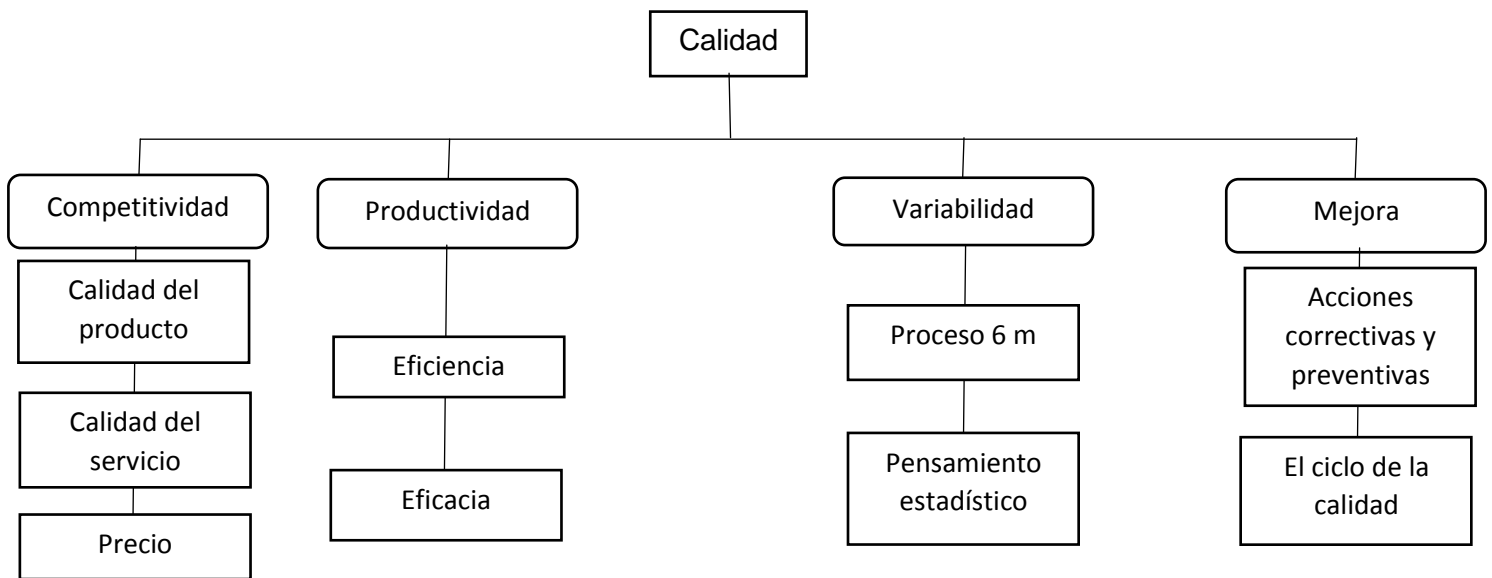 Calidad
Competitividad
Productividad
Variabilidad
Mejora
Calidad del
producto
Calidad del
servicio
Precio
Eficiencia
Eficacia
Proceso 6 m
Pensamiento
estadístico
Acciones
correctivas y
preventivas
El ciclo de la
calidad